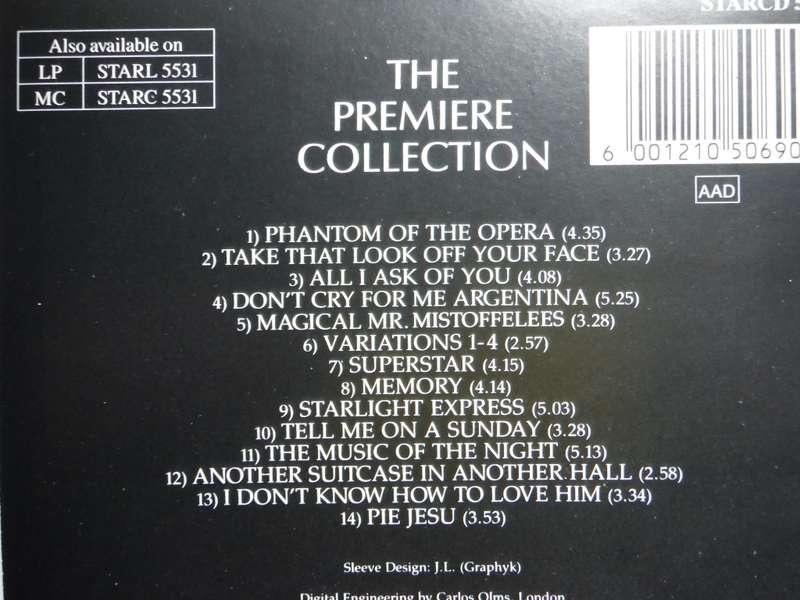 STARCD
Also available on
LP STARL 5531
MC STARC 5531
THE
PREMIERE
COLLECTION
6 001210 50690
AAD
1) PHANTOM OF THE OPERA (4.35)
2) TAKE THAT LOOK OFF YOUR FACE (3.27)
3) ALL I ASK OF YOU (4.08)
4) DON'T CRY FOR ME ARGENTINA (5.25)
5) MAGICAL MR. MISTOFFELEES (3.28)
6) VARIATIONS 1-4 (2.57)
7) SUPERSTAR (4.15)
8) MEMORY (4.14)
9) STARLIGHT EXPRESS (5.03)
10) TELL ME ON A SUNDAY (3.28)
11) THE MUSIC OF THE NIGHT (5.13)
12) ANOTHER SUITCASE IN ANOTHER HALL (2.58)
13) I DON'T KNOW HOW TO LOVE HIM (3.34)
14) PIE JESU (3.53)
Sleeve Design: J.L. (Graphyk)
Digital Engineering by Carlos Olms, London